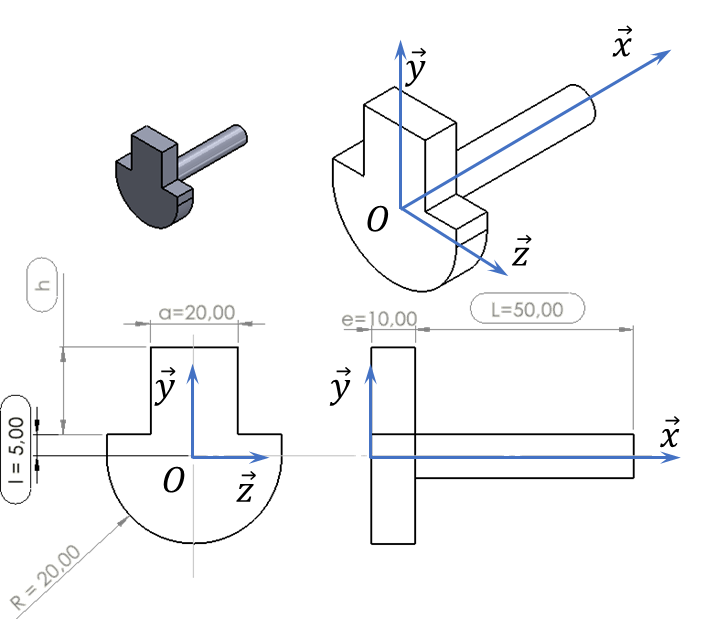 x⃗
y⃗
O
z⃗
h
a=20,00
e=10,00
L=50,00
l = 5,00
y⃗
O
z⃗
R = 20,00
y⃗
x⃗